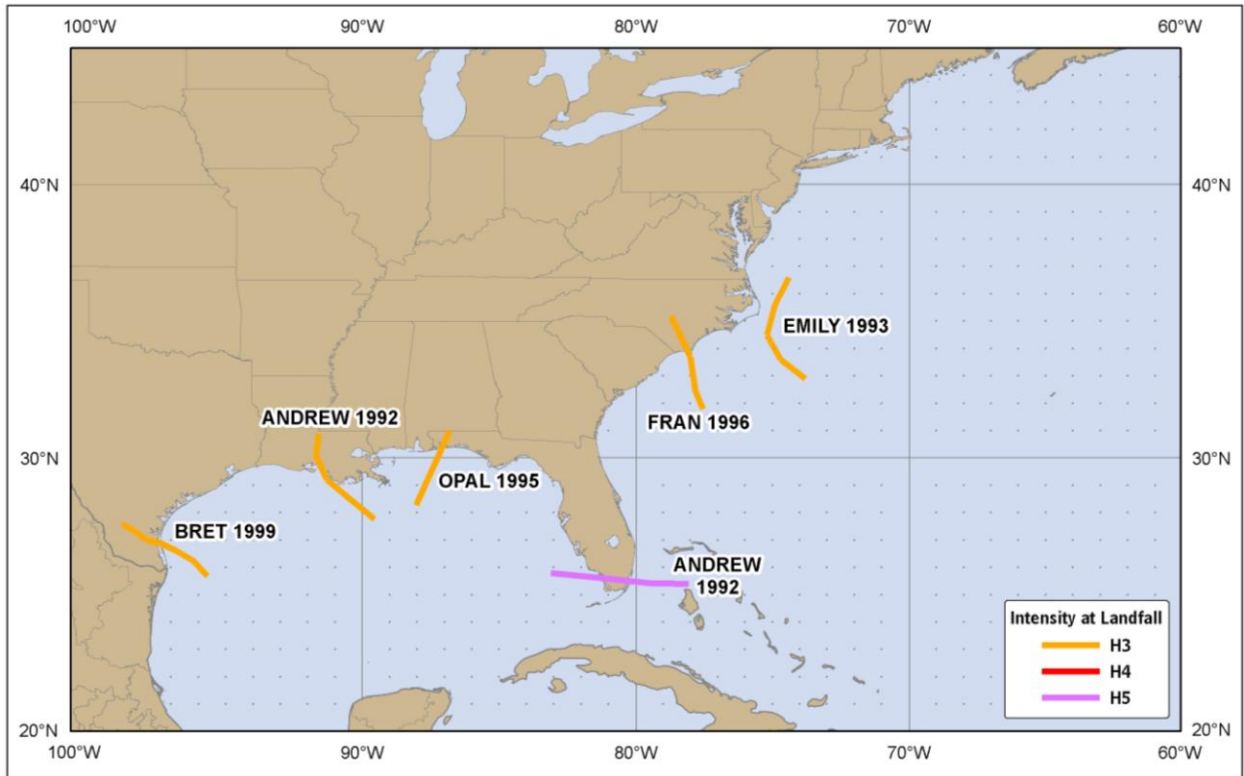 100°W 90°W 80°W 70°W 60°W
40°N 40°N
EMILY 1993
ANDREW 1992
FRAN 1996
30°N 30°N
OPAL 1995
BRET 1999
ANDREW
1992
Intensity at Landfall
H3
H4
H5
20°N 20°N
100°W 90°W 80°W 70°W 60°W